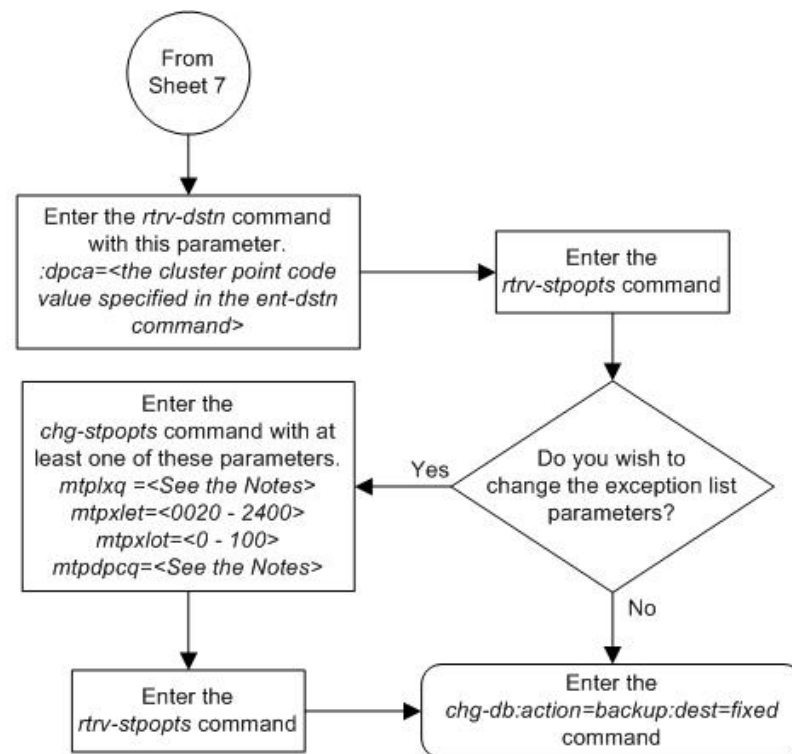 From
Sheet 7
Enter the rtrv-dstn command
with this parameter.
:dpca=<the cluster point code
value specified in the ent-dstn
command>
Enter the
rtrv-stpopts command
Do you wish to
change the exception list
parameters?
Yes
No
Enter the
chg-stpopts command with at
least one of these parameters.
mtplxq =<See the Notes>
mtpxlet=<0020 - 2400>
mtpxlot=<0 - 100>
mtpdpcq=<See the Notes>
Enter the
rtrv-stpopts command
Enter the
chg-db:action=backup:dest=fixed
command